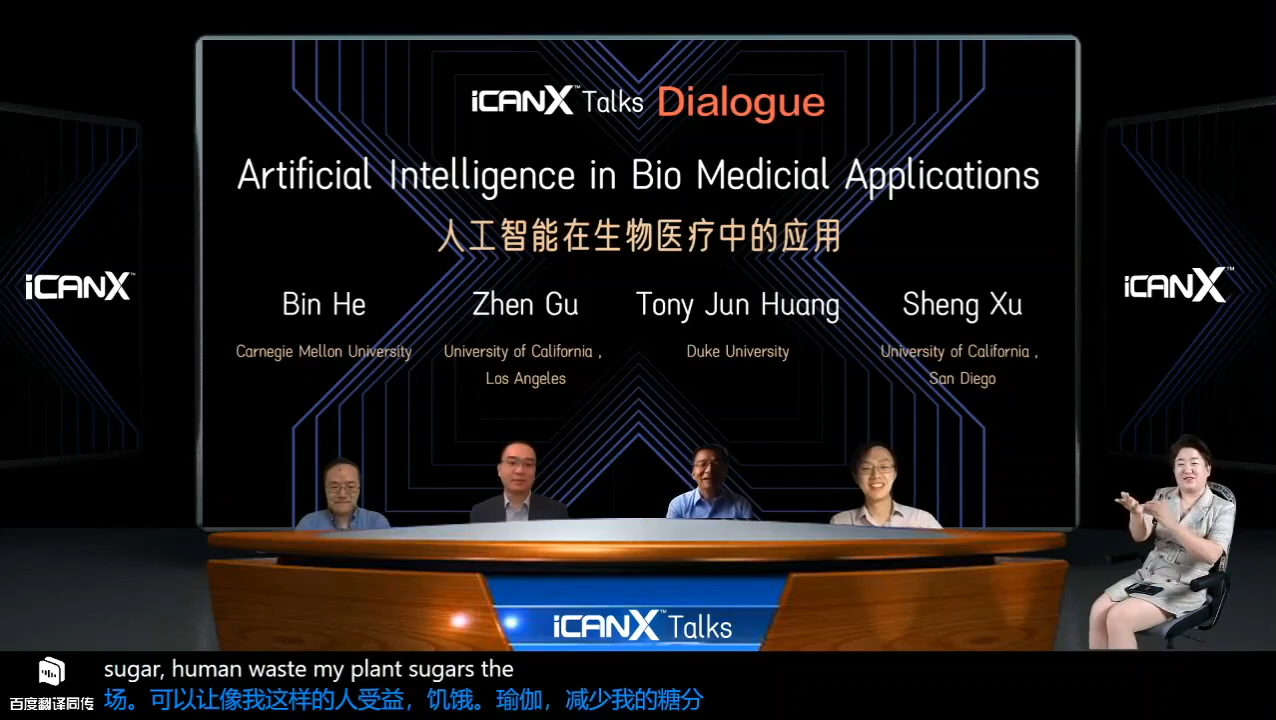 iCANX™ Talks Dialogue
Artificial Intelligence in Bio Medicial Applications
人工智能在生物医疗中的应用
iCANX™
iCANX™
Bin He
Zhen Gu
Tony Jun Huang
Sheng Xu
Carnegie Mellon University
University of California ,
Los Angeles
Duke University
University of California ,
San Diego
iCANX™ Talks
sugar, human waste my plant sugars the
百度翻译同传
场。可以让像我这样的人受益，饥饿。瑜伽，减少我的糖分